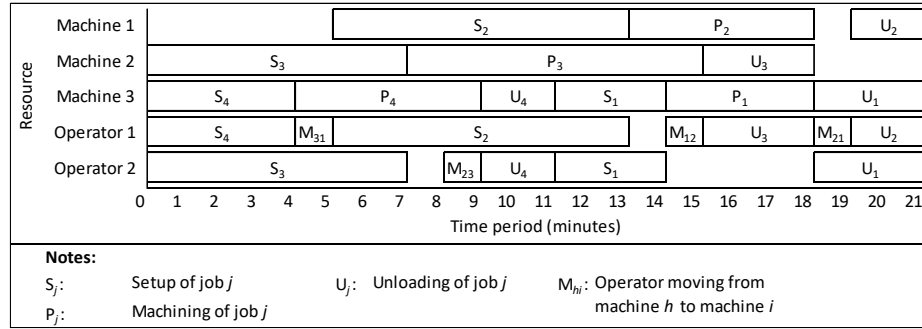 Resource
Machine 1 S2 P2 U2
Machine 2 S3 P3 U3
Machine 3 S4 P4 U4 S1 P1 U1
Operator 1 S4 M31 S2 M12 U3 M21 U2
Operator 2 S3 M23 U4 S1 U1
0 1 2 3 4 5 6 7 8 9 10 11 12 13 14 15 16 17 18 19 20 21
Time period (minutes)
Notes:
Sj: Setup of job j Uj: Unloading of job j Mhi: Operator moving from
machine h to machine i
Pj: Machining of job j